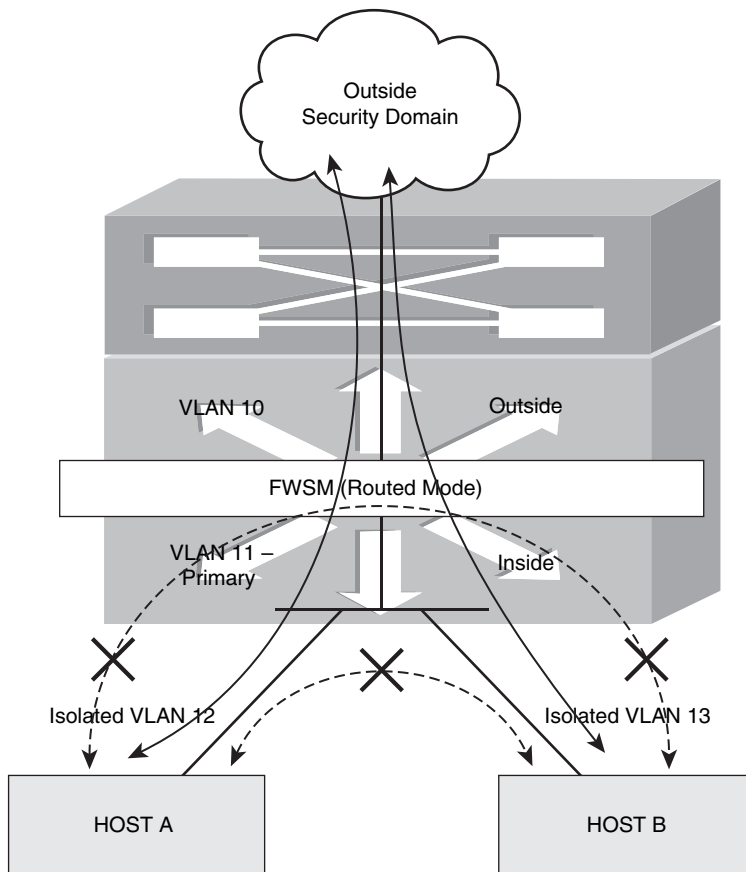 Outside
Security Domain
VLAN 10
Outside
FWSM (Routed Mode)
VLAN 11 –
Primary
Inside
Isolated VLAN 12
Isolated VLAN 13
HOST A
HOST B